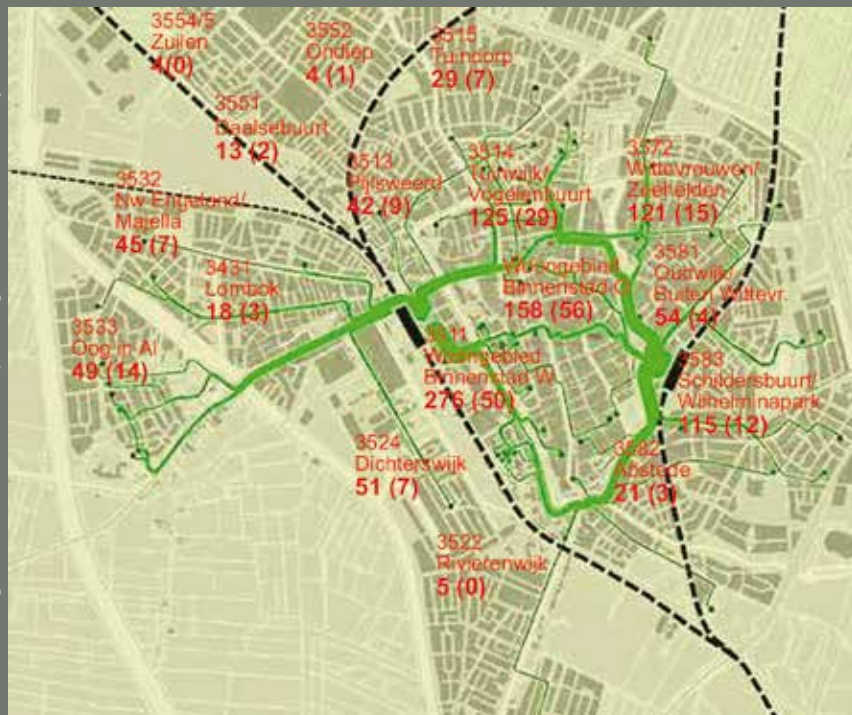 3554/5
Zuilen
4(0)
3552
Ondiep
4 (1)
3515
Tuindorp
29 (7)
3551
Daalsebuurt
13 (2)
3513
Pijlsweerd
42 (9)
3514
Tuinwijk/
Vogelenbuurt
125 (29)
3572
Wittevrouwen/
Zeehelden
121 (15)
3532
Nw Engeland/
Majella
45 (7)
3431
Lombok
18 (3)
Woongebied
Binnenstad O
158 (56)
3581
Oudwijk/
Buiten Wittevr.
54 (4)
3533
Oog in Al
49 (14)
3511
Woongebied
Binnenstad W
276 (50)
3583
Schildersbuurt/
Wilhelminapark
115 (12)
3524
Dichterswijk
51 (7)
3582
Abstede
21 (3)
3522
Rivierenwijk
5 (0)